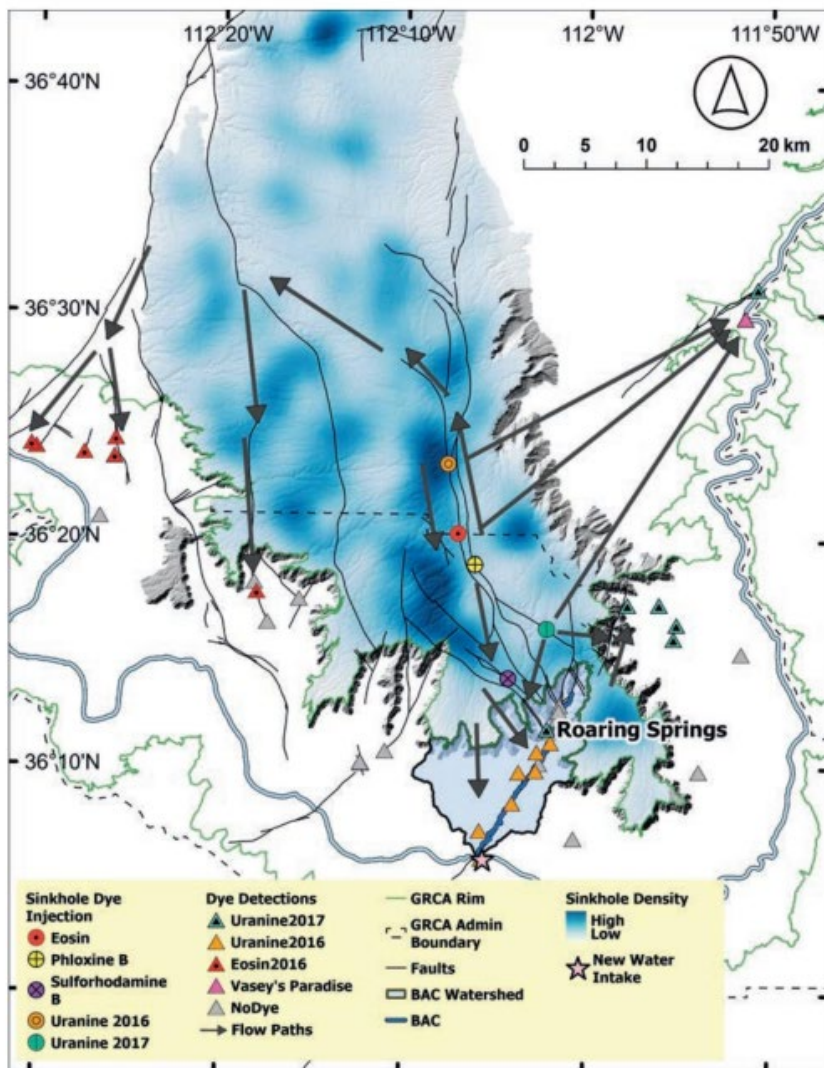 112°20'W
112°10'W
112°W
111°50'W
36°40'N
0 5 10 20 km
36°30'N
36°20'N
36°10'N
Roaring Springs
Sinkhole Dye
Injection
Eosin
Phloxine B
Sulforhodamine
B
Uranine 2016
Uranine 2017
Dye Detections
Uranine2017
Uranine2016
Eosin2016
Vasey's Paradise
NoDye
Flow Paths
GRCA Rim
GRCA Admin
Boundary
Faults
BAC Watershed
BAC
Sinkhole Density
High
Low
New Water
Intake